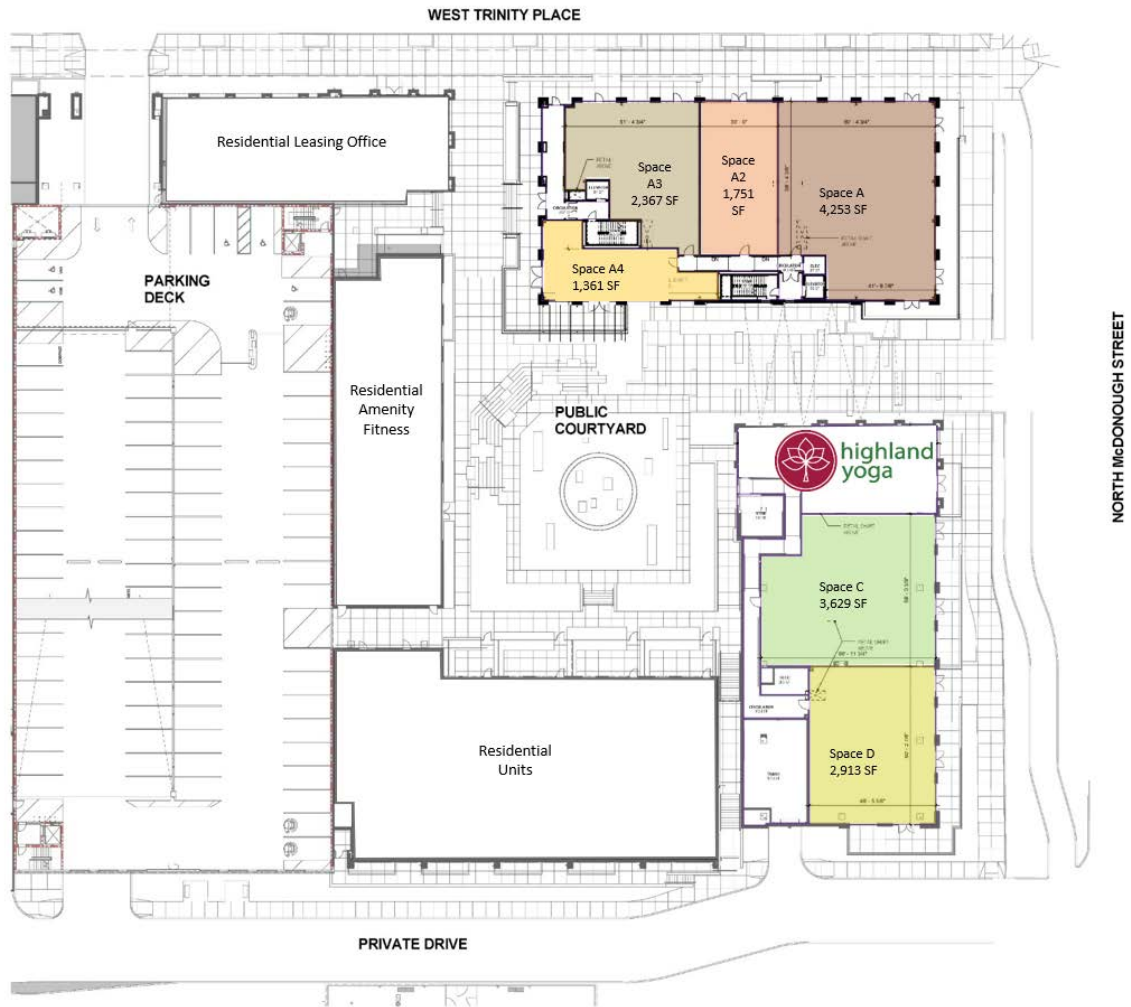 WEST TRINITY PLACE
Residential Leasing Office
Space
A3
2,367 SF
Space
A2
1,751
SF
Space A
4,253 SF
Space A4
1,361 SF
PARKING
DECK
Residential
Amenity
Fitness
PUBLIC
COURTYARD
highland
yoga
NORTH McDONOUGH STREET
Space C
3,629 SF
Space D
2,913 SF
Residential
Units
PRIVATE DRIVE